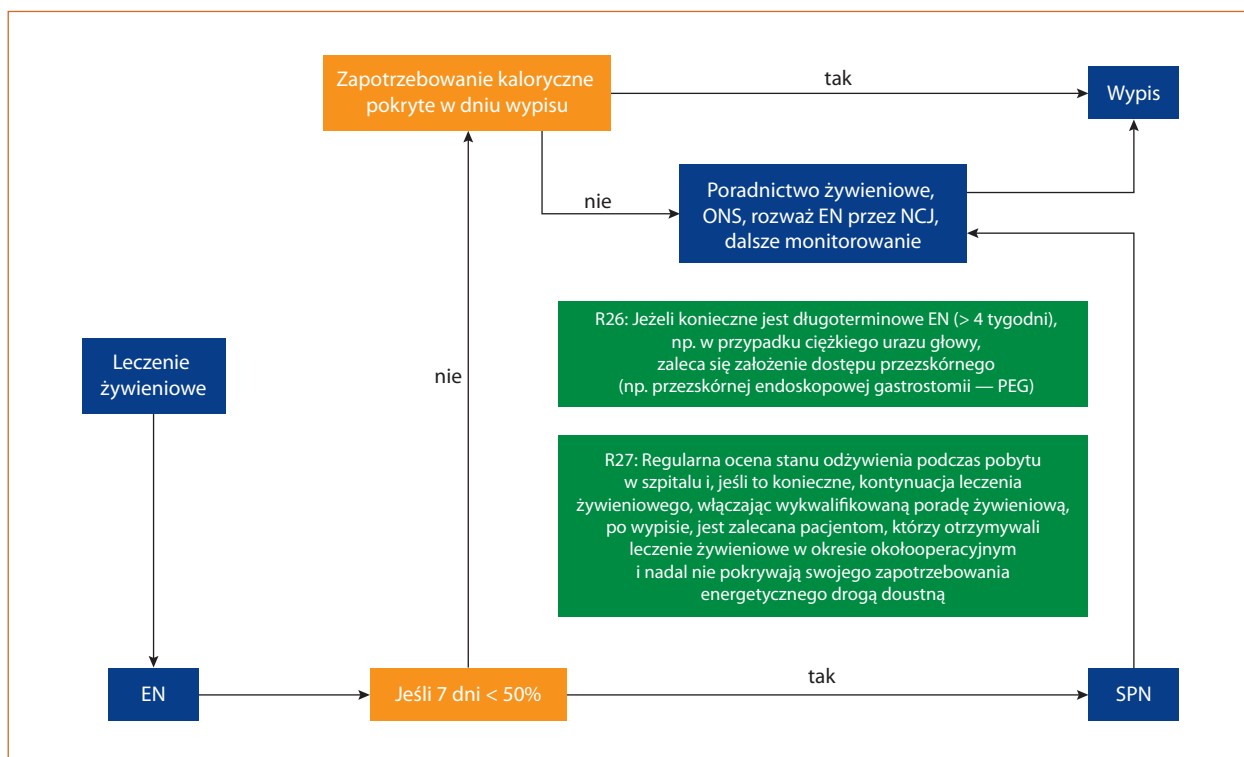 Zapotrzebowanie kaloryczne
pokryte w dniu wypisu
tak
Wypis
nie
Poradnictwo żywieniowe,
ONS, rozważ EN przez NCJ,
dalsze monitorowanie
R26: Jeżeli konieczne jest długoterminowe EN (> 4 tygodni),
np. w przypadku ciężkiego urazu głowy,
zaleca się założenie dostępu przezskórnego
(np. przezskórnej endoskopowej gastrostomii — PEG)
Leczenie
żywieniowe
nie
R27: Regularna ocena stanu odżywienia podczas pobytu
w szpitalu i, jeśli to konieczne, kontynuacja leczenia
żywieniowego, włączając wykwalifikowaną poradę żywieniową,
po wypisie, jest zalecana pacjentom, którzy otrzymywali
leczenie żywieniowe w okresie okołooperacyjnym
i nadal nie pokrywają swojego zapotrzebowania
energetycznego drogą doustną
EN
Jeśli 7 dni < 50%
tak
SPN